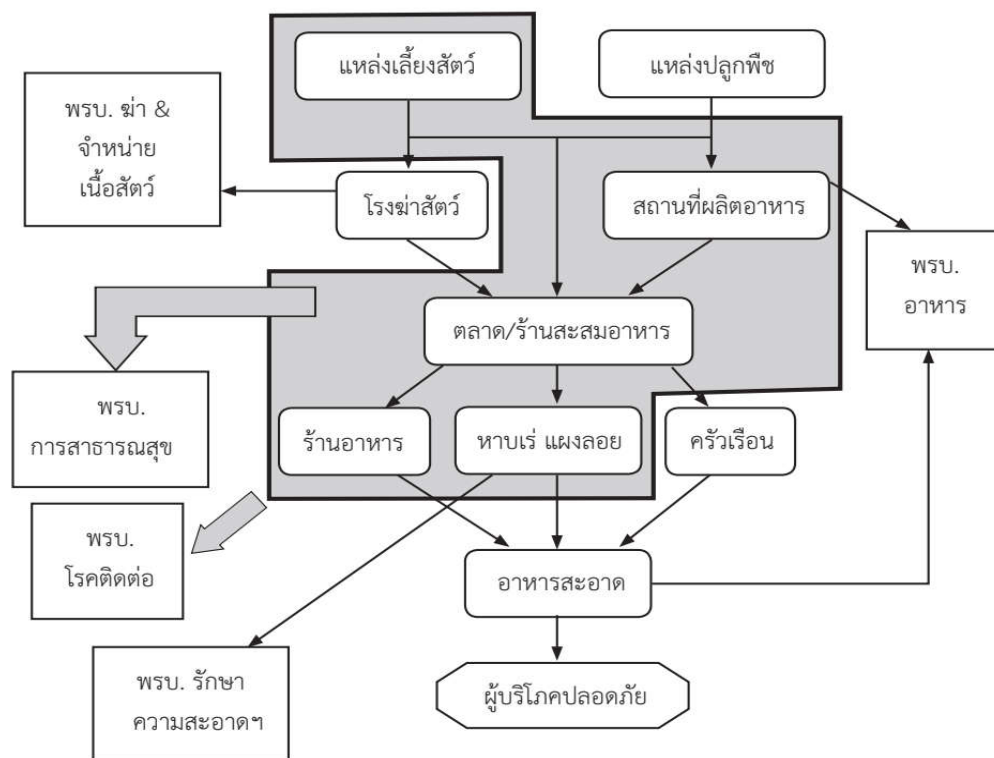 แหล่งเลี้ยงสัตว์
แหล่งปลูกพืช
พรบ. ฆ่า &
จำหน่าย
เนื้อสัตว์
โรงฆ่าสัตว์
สถานที่ผลิตอาหาร
พรบ.
อาหาร
ตลาด/ร้านสะสมอาหาร
พรบ.
การสาธารณสุข
ร้านอาหาร
หาบเร่ แผงลอย
ครัวเรือน
พรบ.
โรคติดต่อ
อาหารสะอาด
พรบ. รักษา
ความสะอาดฯ
ผู้บริโภคปลอดภัย